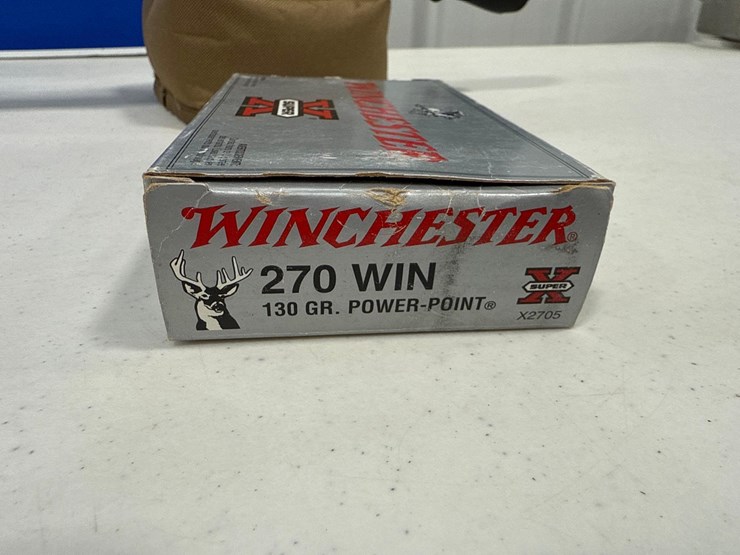 SUPER
X
WINCHESTER
WINCHESTER®
270 WIN
130 GR. POWER-POINT®
SUPER
X
X2705